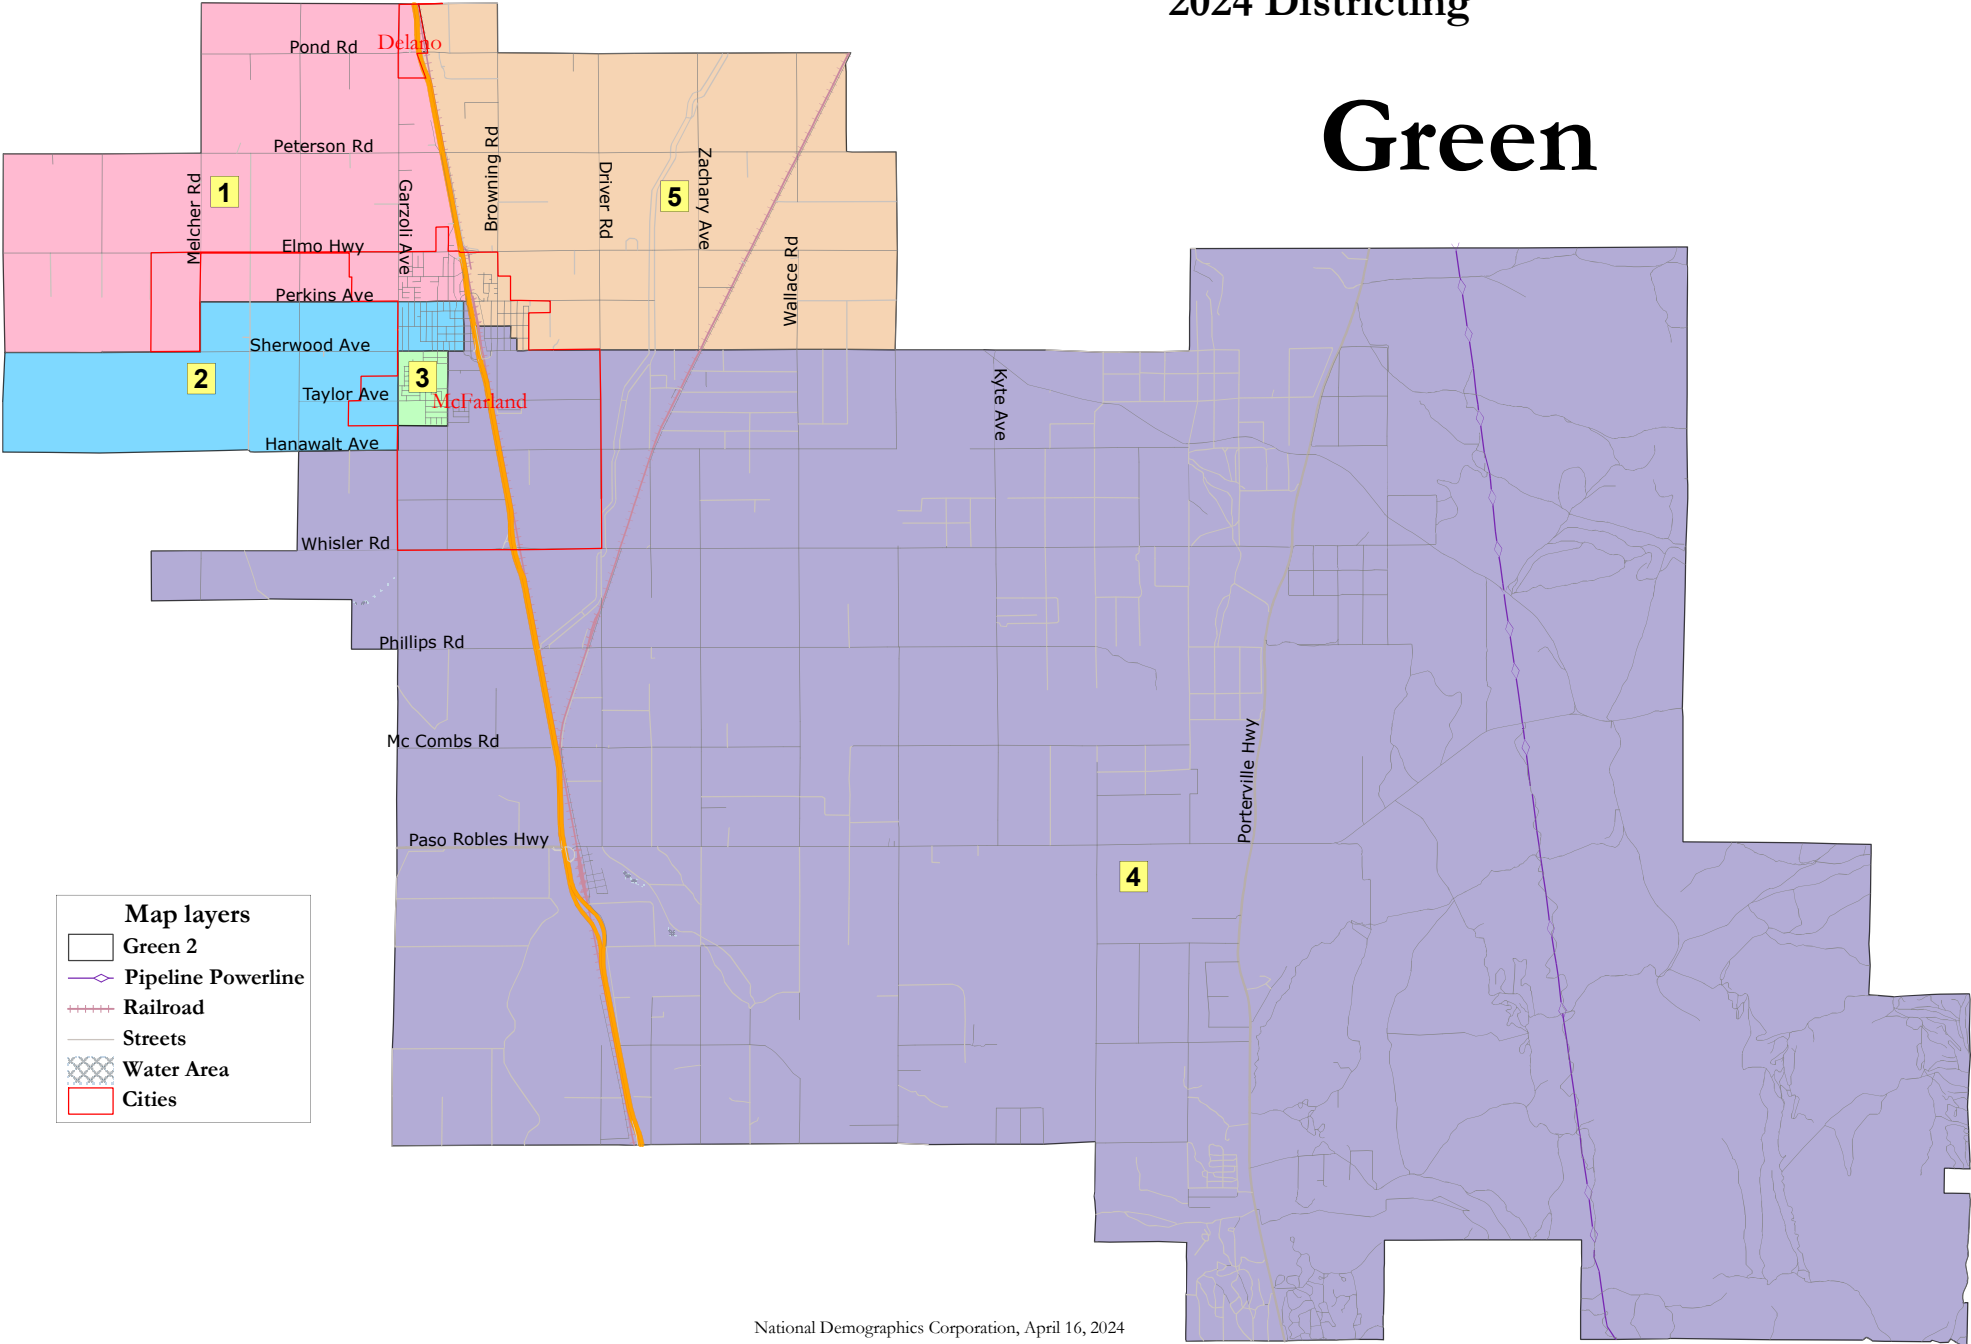 2024 Districting
Green
Pond Rd
Delano
Peterson Rd
Browning Rd
Driver Rd
Zachary Ave
Melcher Rd
1
Garzoli Ave
5
Elmo Hwy
Wallace Rd
Perkins Ave
Sherwood Ave
2
3
Taylor Ave
McFarland
Kyte Ave
Hanawalt Ave
Whisler Rd
Phillips Rd
Mc Combs Rd
Porterville Hwy
Paso Robles Hwy
4
Map layers
Green 2
Pipeline Powerline
Railroad
Streets
Water Area
Cities
National Demographics Corporation, April 16, 2024